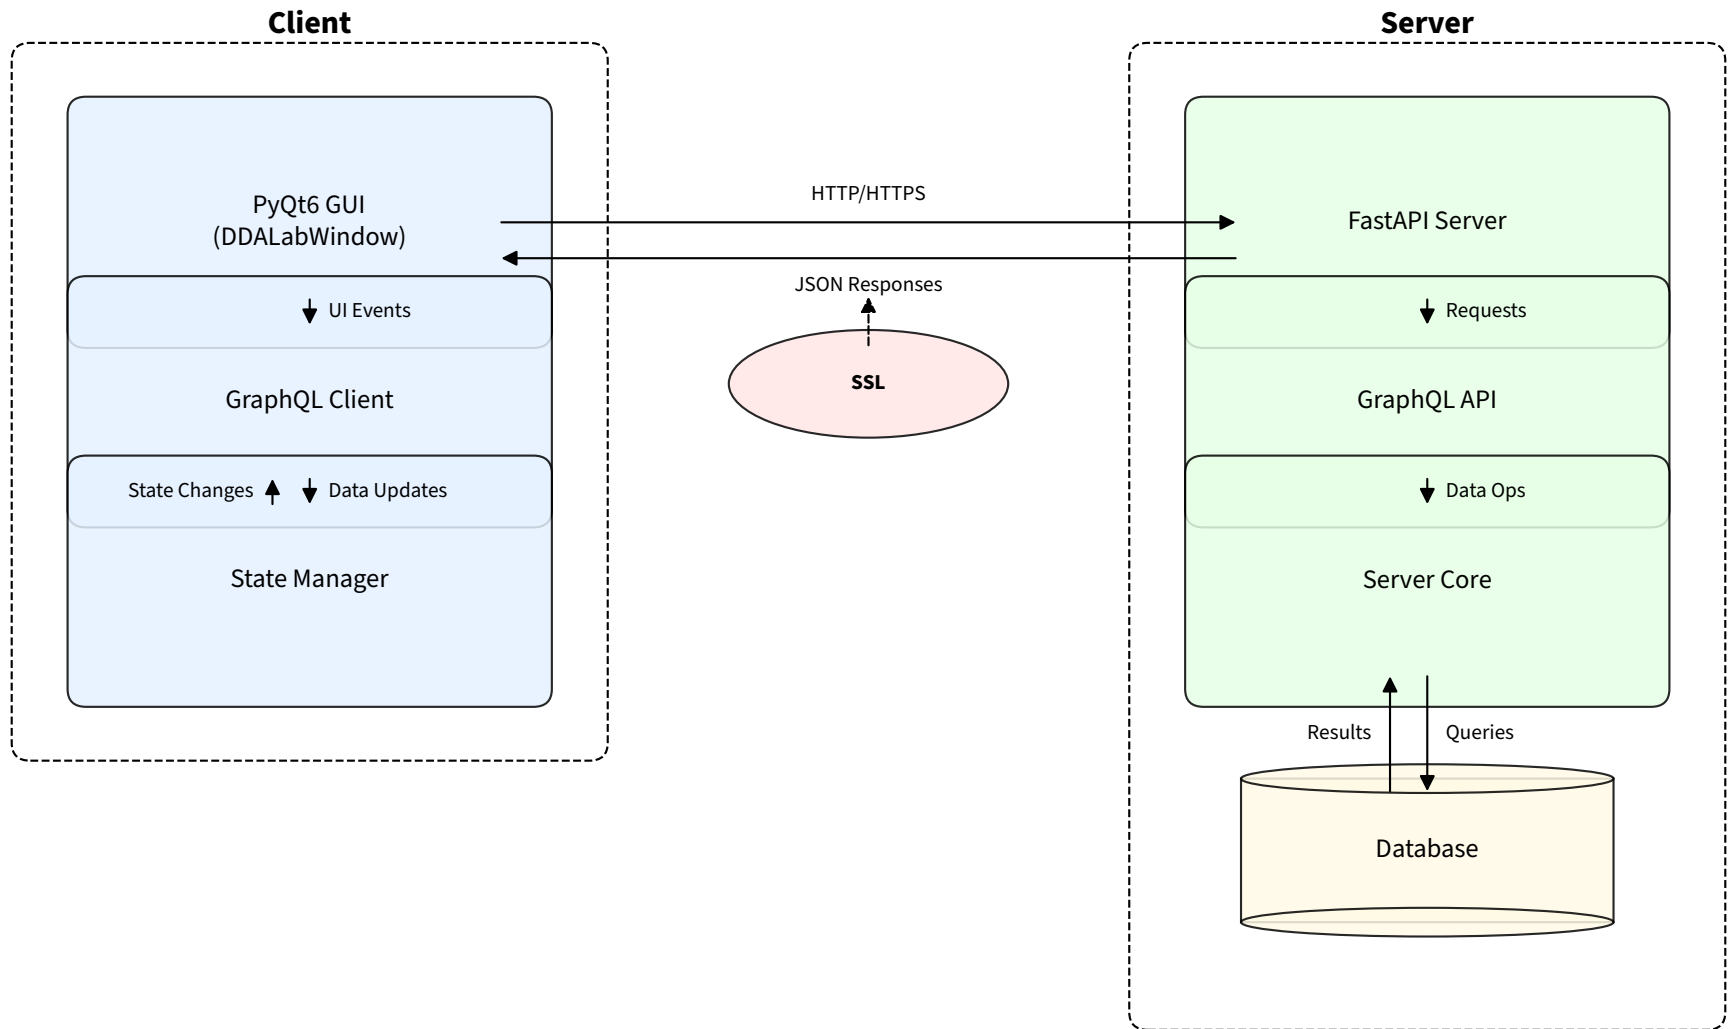 Client
Server
PyQt6 GUI
(DDALabWindow)
HTTP/HTTPS
FastAPI Server
JSON Responses
UI Events
Requests
SSL
GraphQL Client
GraphQL API
State Changes
Data Updates
Data Ops
State Manager
Server Core
Results
Queries
Database